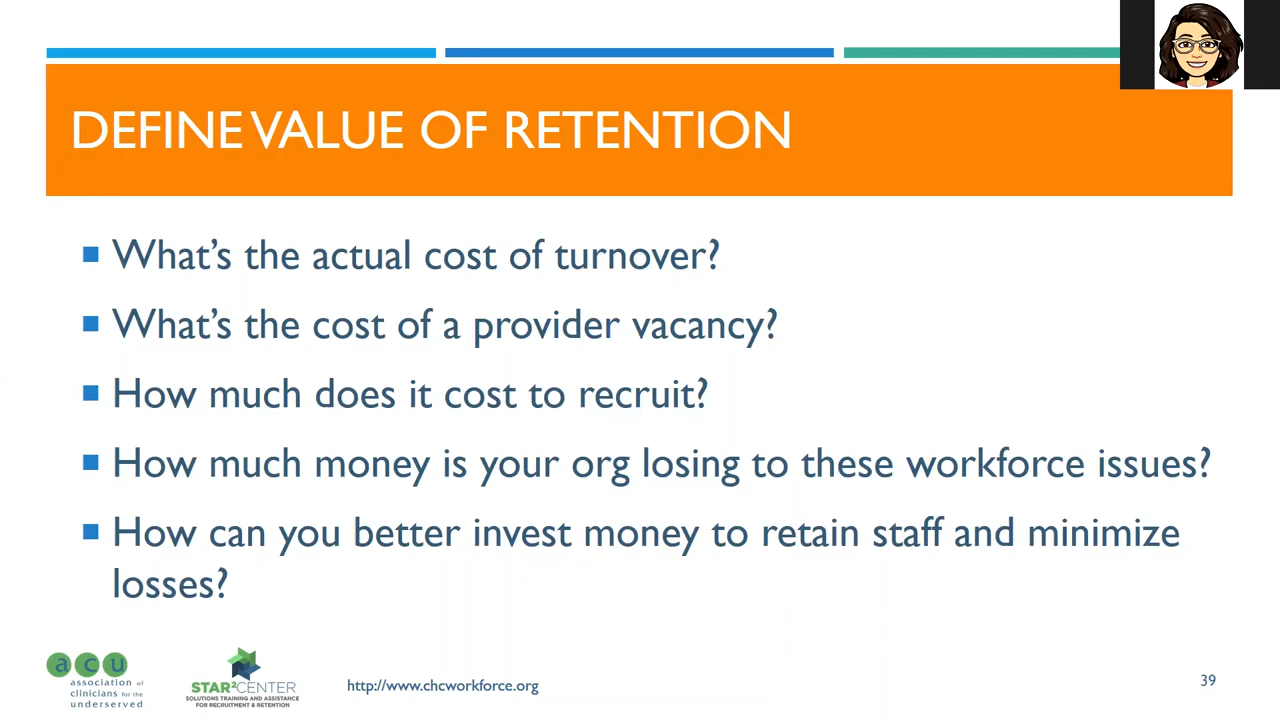 DEFINE VALUE OF RETENTION
What’s the actual cost of turnover?
What’s the cost of a provider vacancy?
How much does it cost to recruit?
How much money is your org losing to these workforce issues?
How can you better invest money to retain staff and minimize
losses?
acu
association of
clinicians for the
underserved
STAR² CENTER
SOLUTIONS TRAINING AND ASSISTANCE
FOR RECRUITMENT & RETENTION
http://www.chcworkforce.org
39